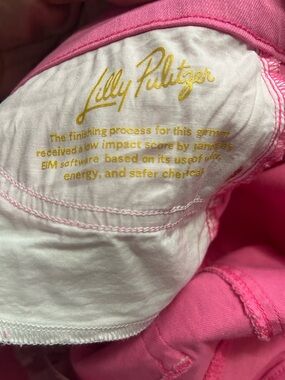 Lilly Pulitzer
The finishing process for this garment
received a low impact score by
EIM software based on its use of
energy, and safer chemical